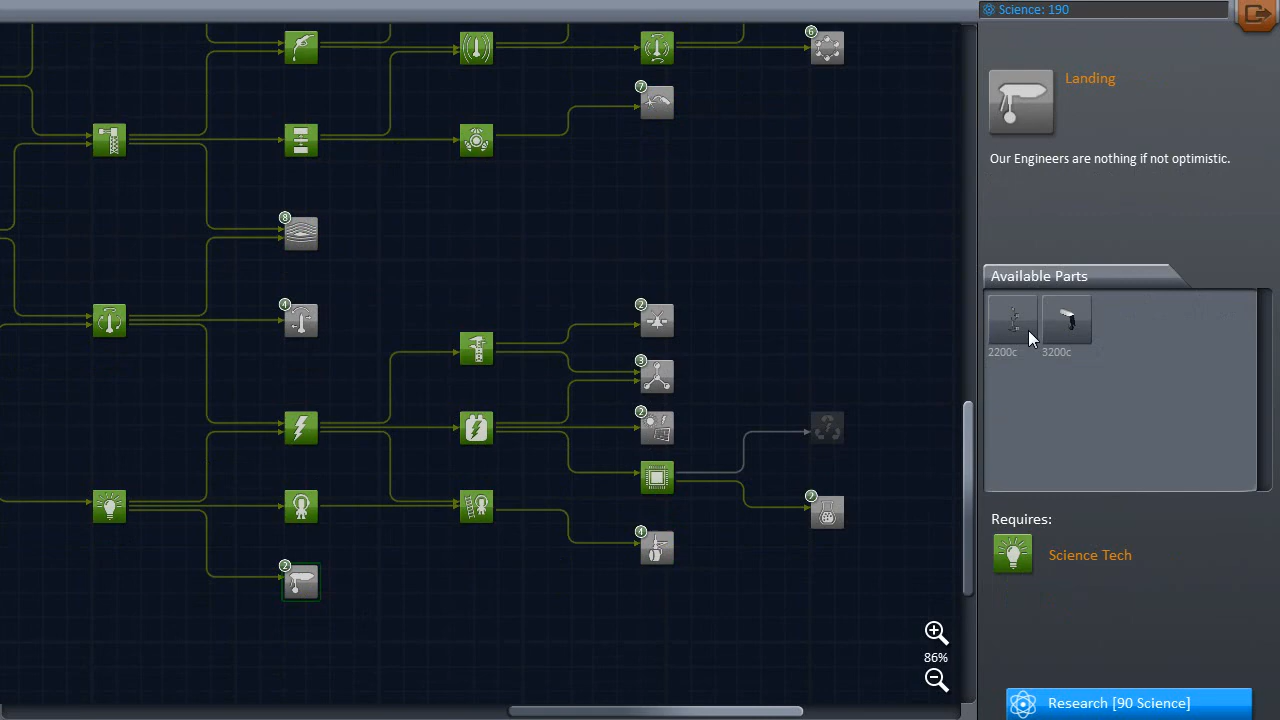 Science: 190
Landing
Our Engineers are nothing if not optimistic.
Available Parts
2200c 3200c
Requires:
Science Tech
Research [90 Science]
6
7
8
4
2
3
2
2
4
2
86%